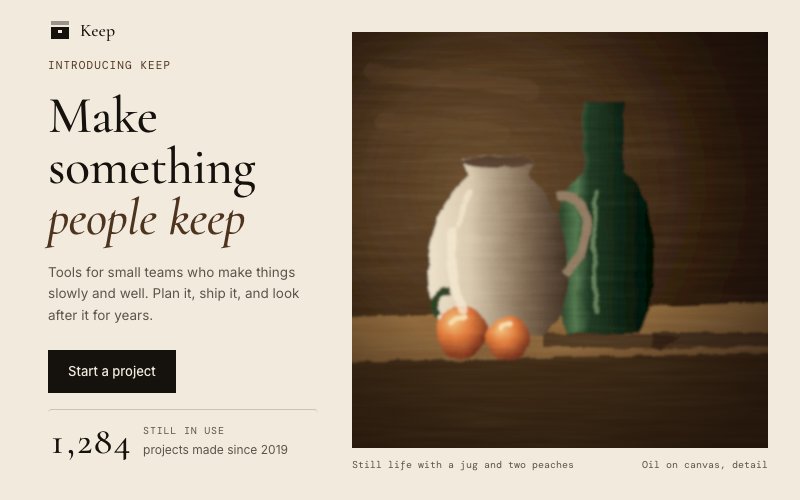 Keep
INTRODUCING KEEP
Make
something
people keep
Tools for small teams who make things
slowly and well. Plan it, ship it, and look
after it for years.
Start a project
1,284
STILL IN USE
projects made since 2019
Still life with a jug and two peaches
Oil on canvas, detail